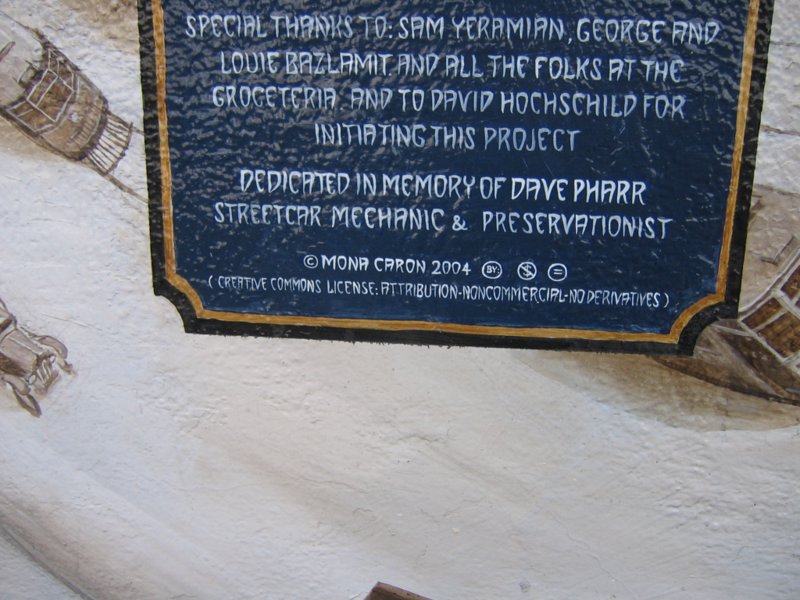 SPECIAL THANKS TO: SAM YERAMIAN, GEORGE AND
LOUIE BAZLAMIT AND ALL THE FOLKS AT THE
GROCETERIA AND TO DAVID HOCHSCHILD FOR
INITIATING THIS PROJECT
DEDICATED IN MEMORY OF DAVE PHARR
STREETCAR MECHANIC & PRESERVATIONIST
© MONA CARON 2004 BY: $ =
( CREATIVE COMMONS LICENSE: ATTRIBUTION-NONCOMMERCIAL-NO DERIVATIVES )